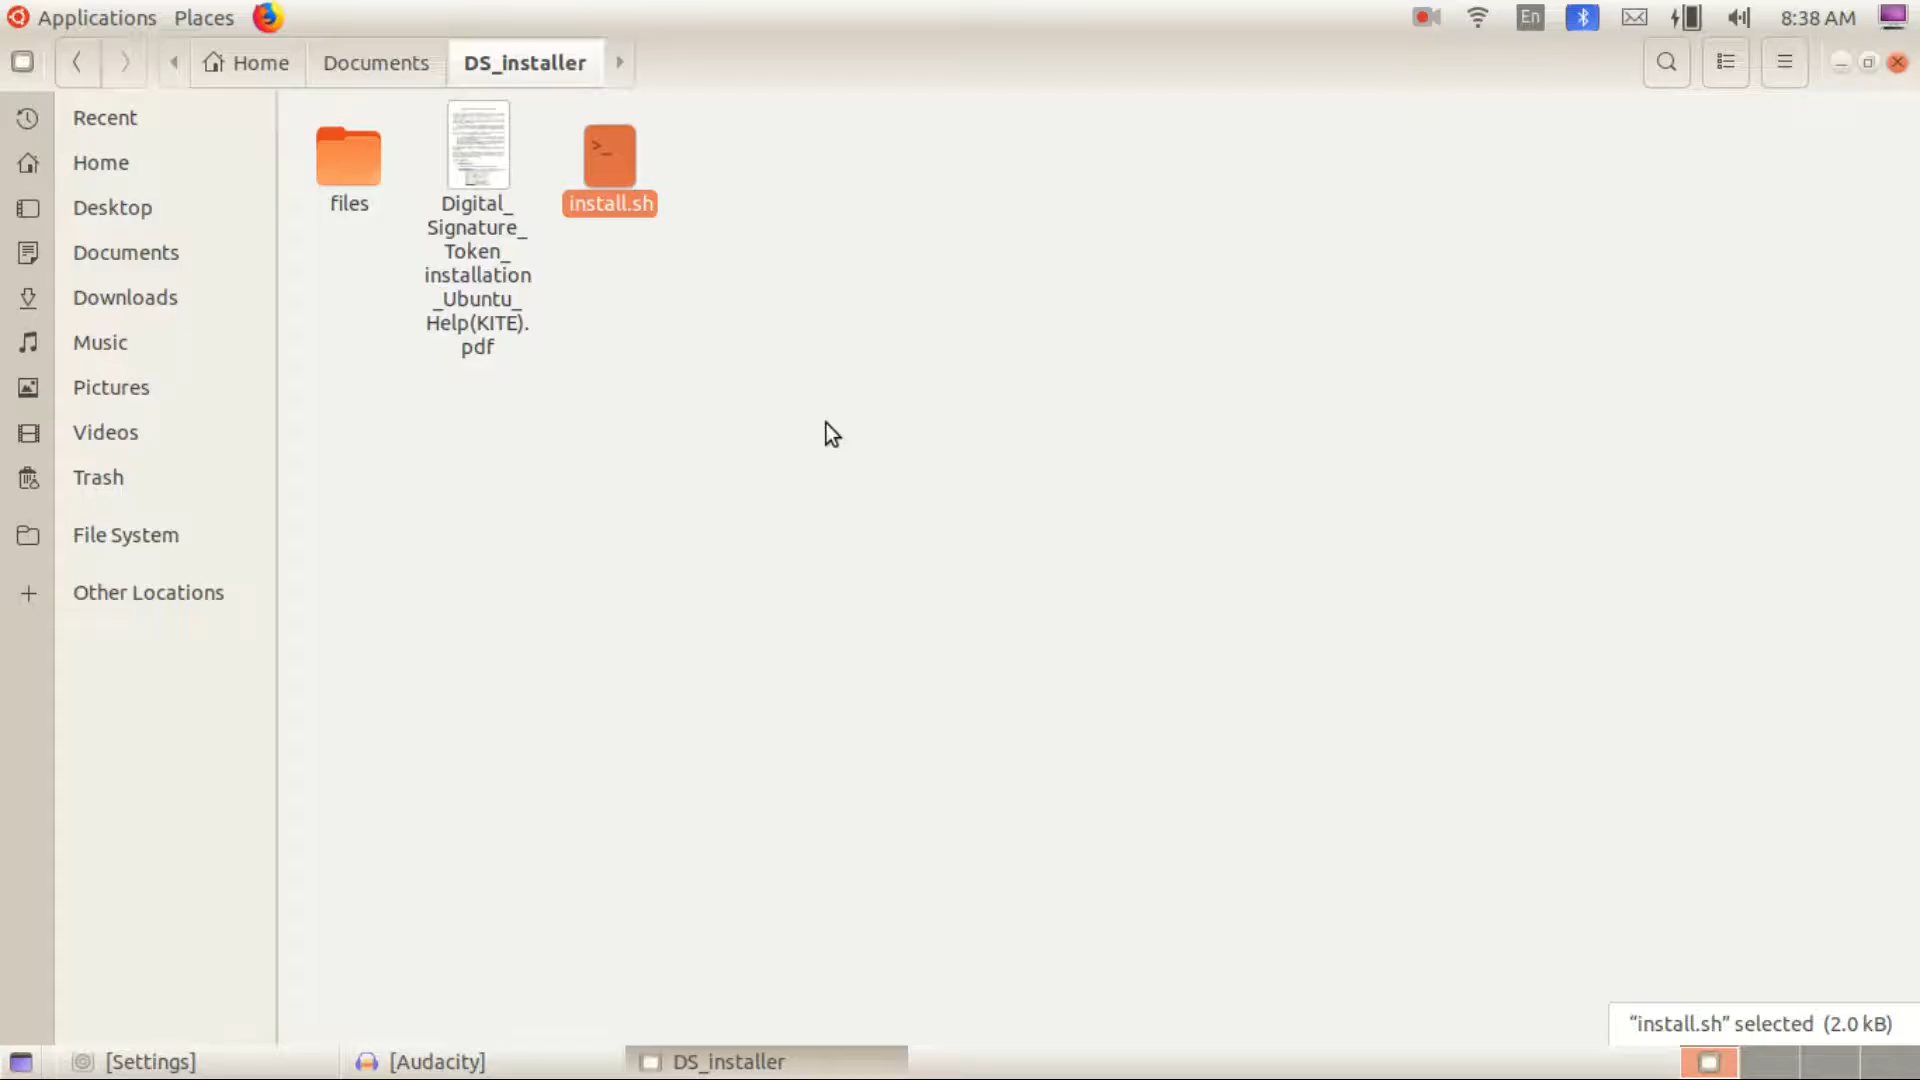 Applications Places
En
8:38 AM
Home Documents DS_installer
Recent
Home
Desktop
Documents
Downloads
Music
Pictures
Videos
Trash
File System
Other Locations
files
Digital_
Signature_
Token_
installation
_Ubuntu_
Help(KITE).
pdf
>_
install.sh
“install.sh” selected (2.0 kB)
[Settings] [Audacity] DS_installer